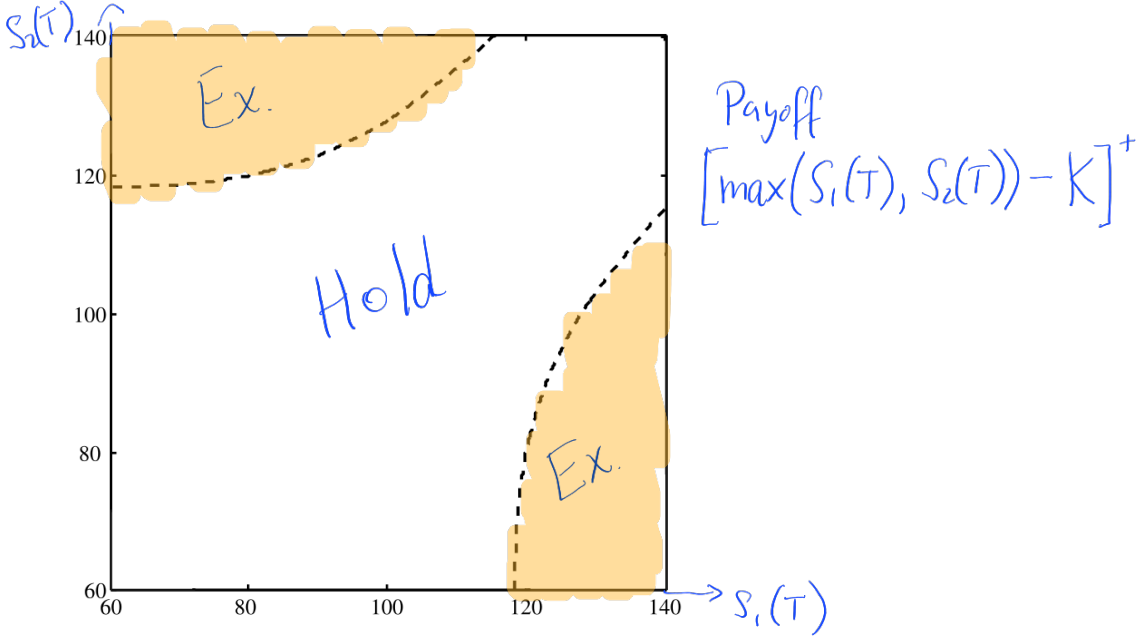 S₂(T)
140
Ex.
Payoff
[max(S₁(T), S₂(T)) − K]⁺
120
Hold
100
80
Ex.
60
60 80 100 120 140
S₁(T)